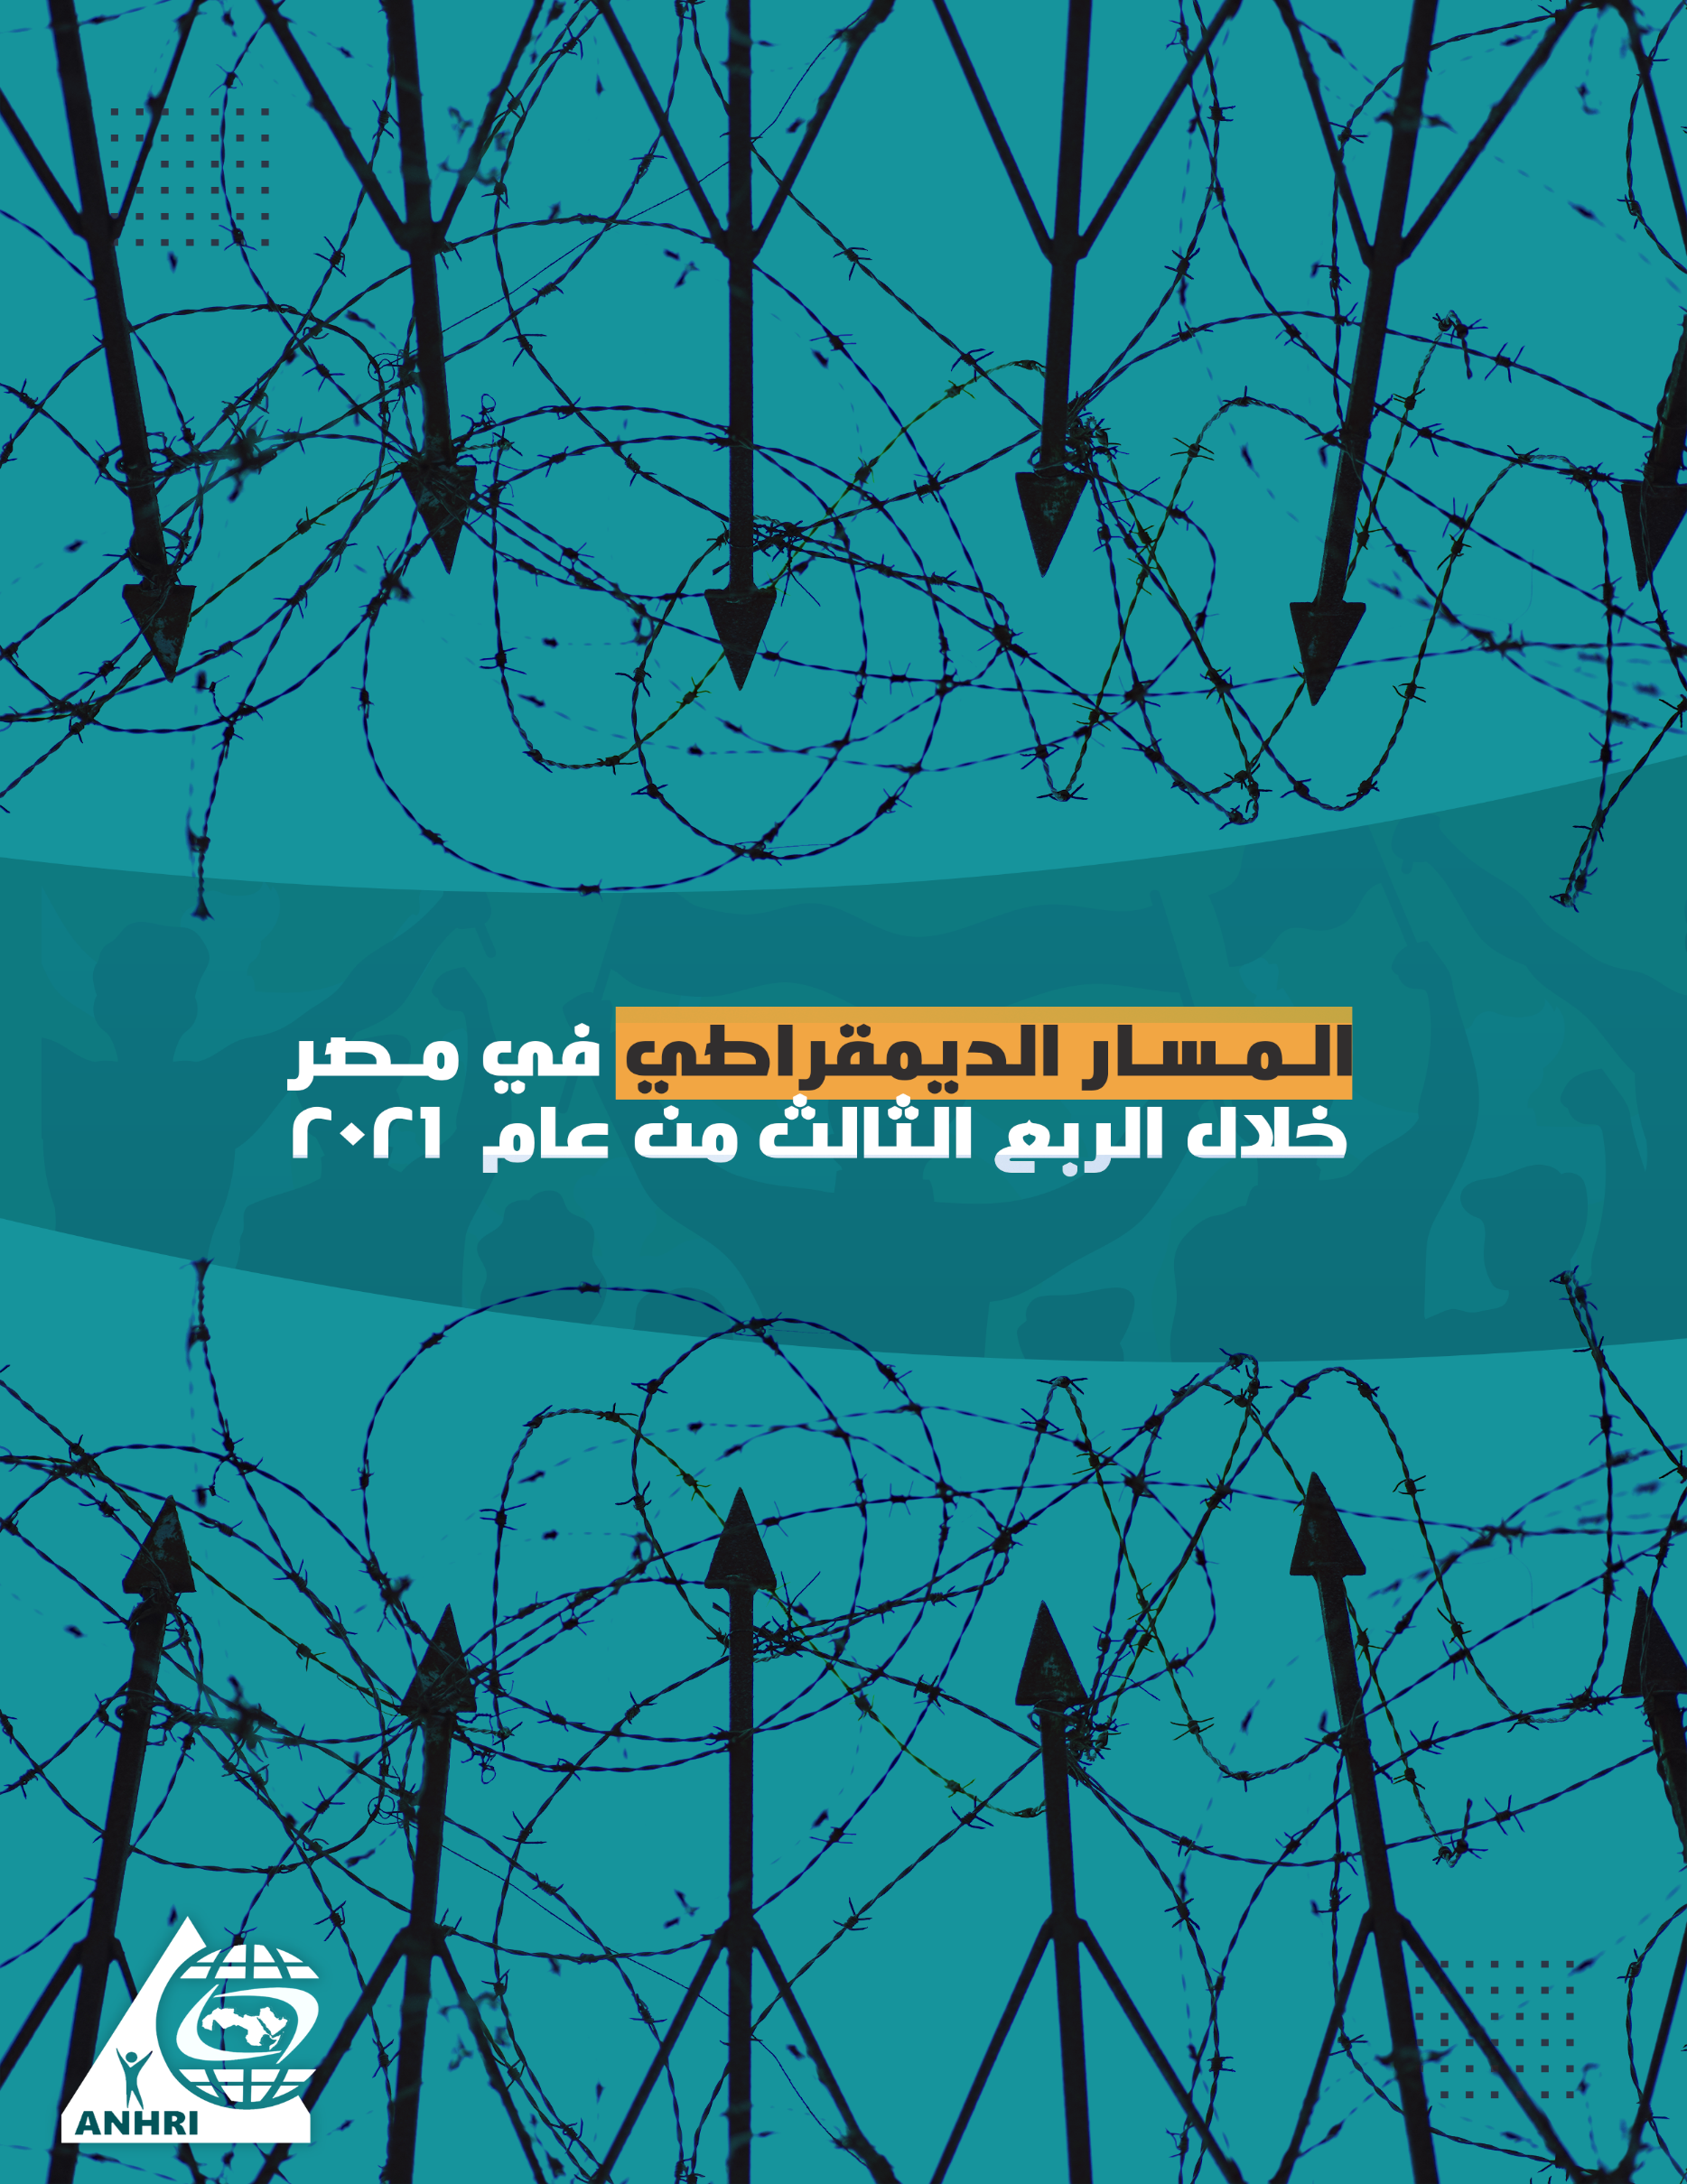 المسار الديمقراطي في مصر
خلال الربع الثالث من عام ٢٠٢١
ANHRI